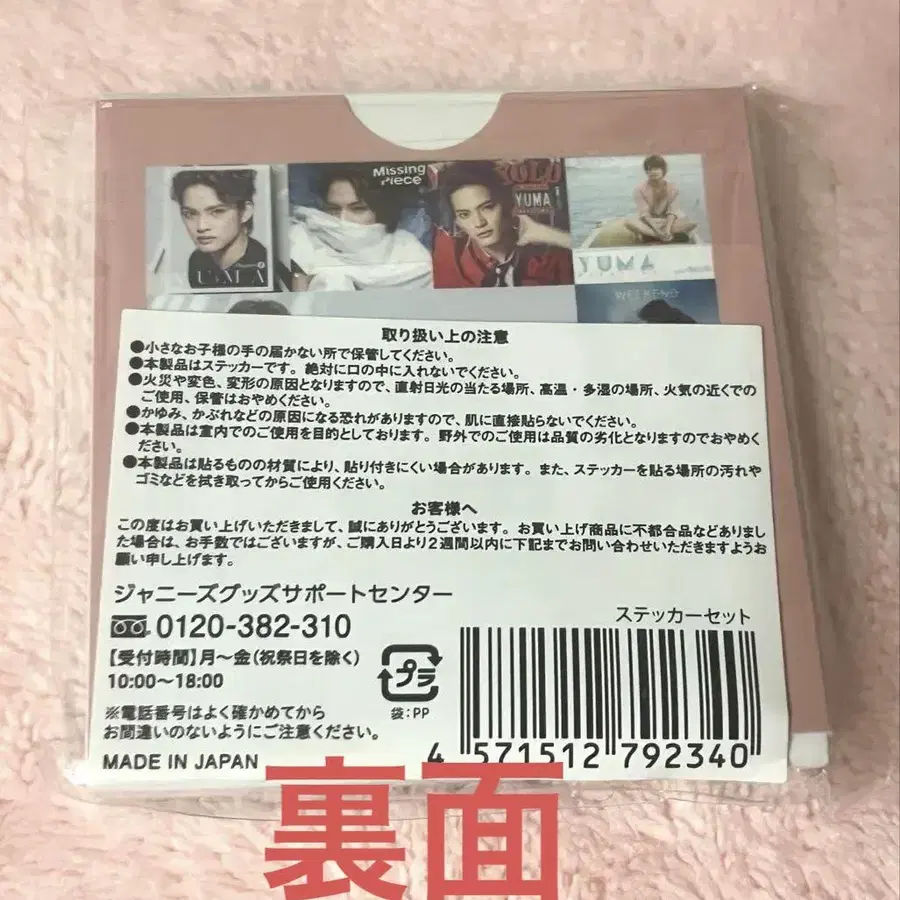 Missing
Piece
UMA
YUMA
YUMA
WEEKEND
取り扱い上の注意
●小さなお子様の手の届かない所で保管してください。
●本製品はステッカーです。絶対に口の中に入れないでください。
●火災や変色、変形の原因となりますので、直射日光の当たる場所、高温・多湿の場所、火気の近くでの
ご使用、保管はおやめください。
●かゆみ、かぶれなどの原因になる恐れがありますので、肌に直接貼らないでください。
●本製品は室内でのご使用を目的としております。野外でのご使用は品質の劣化となりますのでおやめく
ださい。
●本製品は貼るものの材質により、貼り付きにくい場合があります。また、ステッカーを貼る場所の汚れや
ゴミなどを拭き取ってからご使用ください。
お客様へ
この度はお買い上げいただきまして、誠にありがとうございます。お買い上げ商品に不都合品などありまし
た場合は、お手数ではございますが、ご購入日より2週間以内に下記までお問い合わせいただきますようお
願い申し上げます。
ジャニーズグッズサポートセンター
0120-382-310
【受付時間】月〜金(祝祭日を除く)
10:00〜18:00
※電話番号はよく確かめてから
お間違いのないようにご注意ください。
MADE IN JAPAN
プラ
袋:PP
ステッカーセット
4 571512 792340
裏面